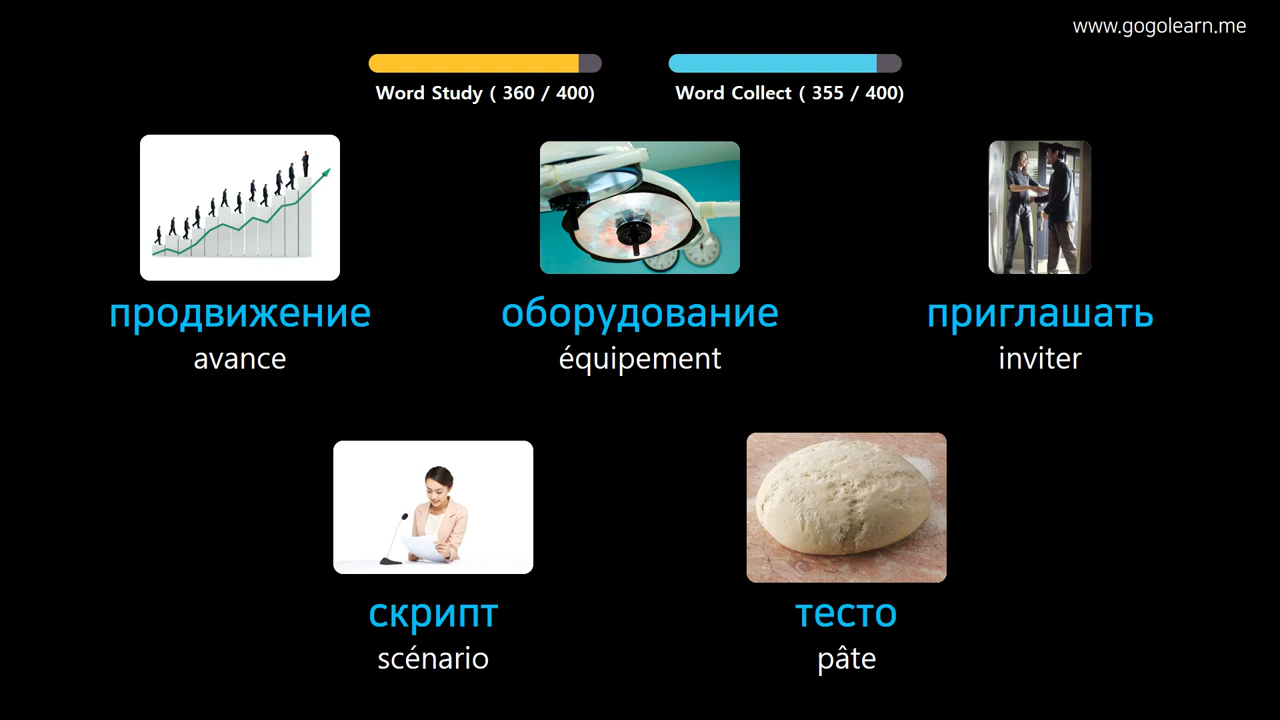 www.gogolearn.me
Word Study ( 360 / 400)
Word Collect ( 355 / 400)
продвижение
avance
оборудование
équipement
приглашать
inviter
скрипт
scénario
тесто
pâte